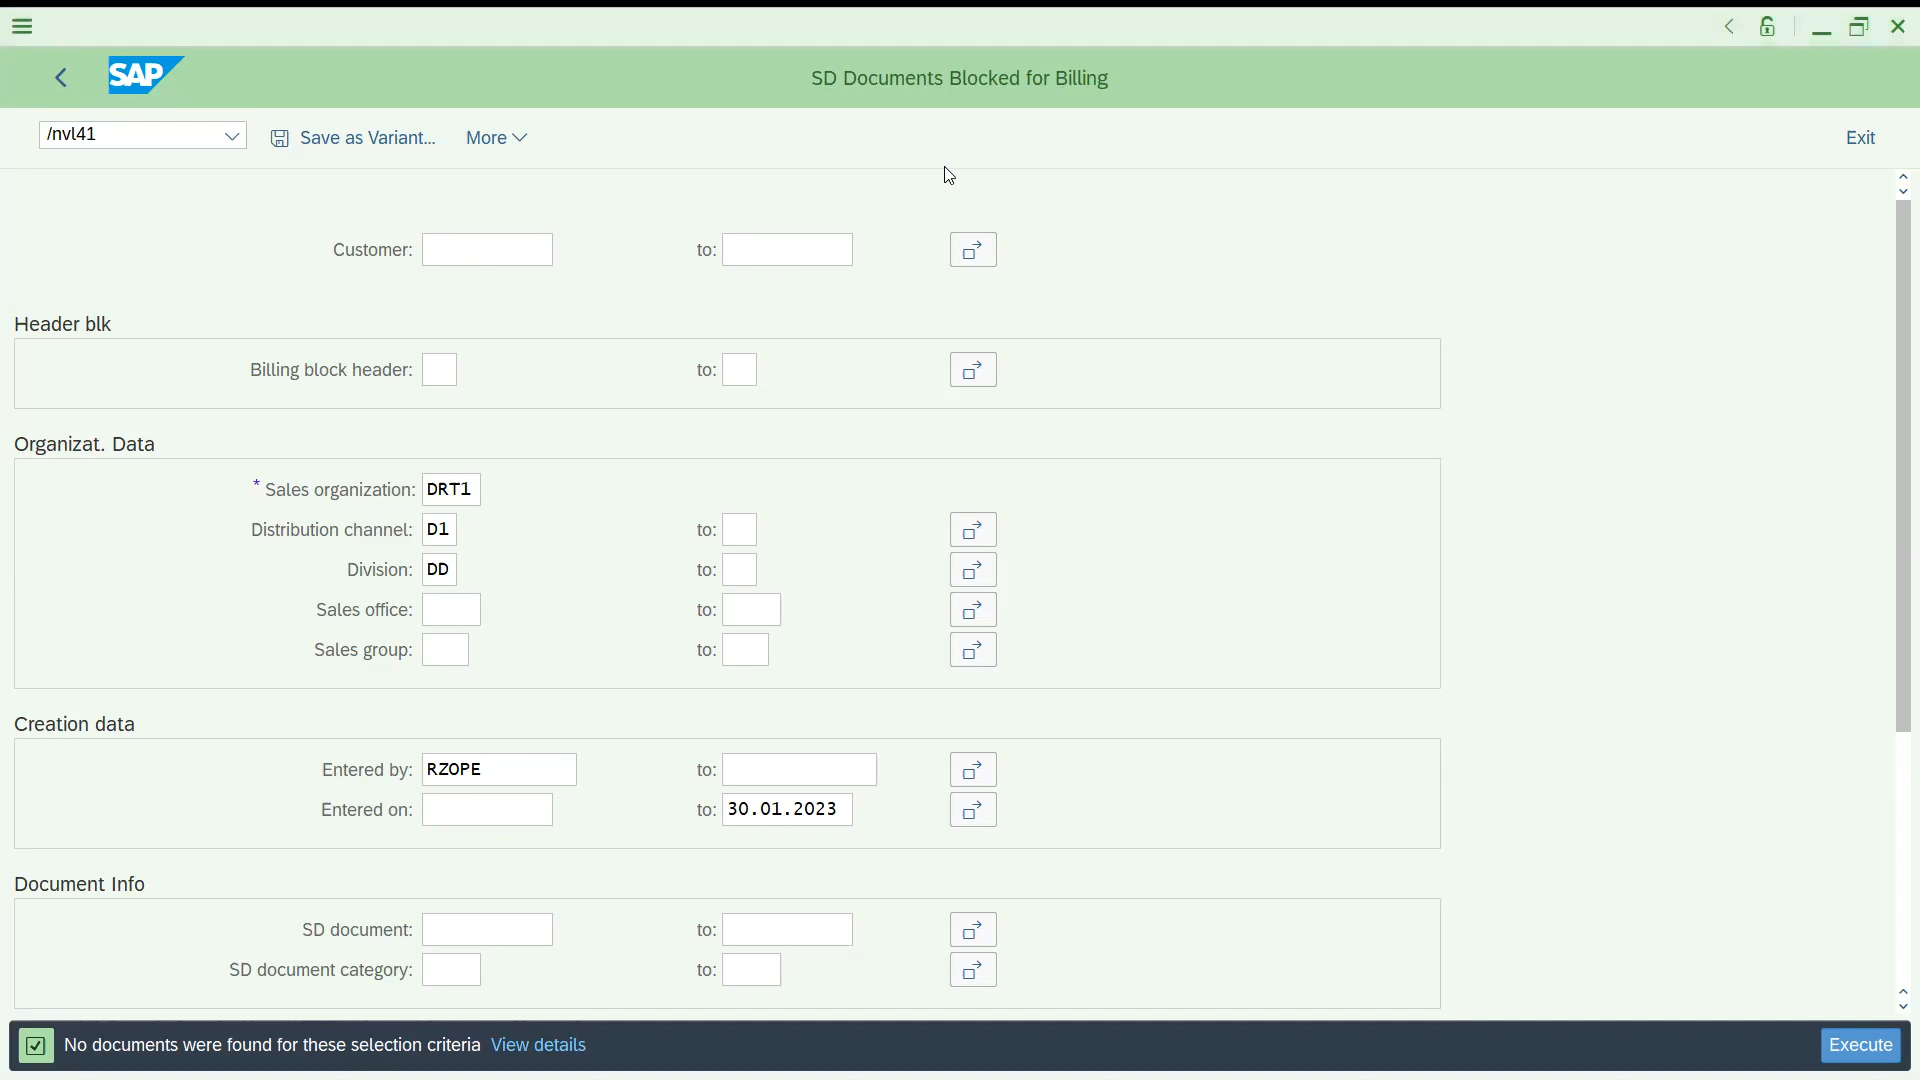 SAP
SD Documents Blocked for Billing
/nvl41 Save as Variant... More Exit
Customer: to:
Header blk
Billing block header: to:
Organizat. Data
* Sales organization: DRT1
Distribution channel: D1 to:
Division: DD to:
Sales office: to:
Sales group: to:
Creation data
Entered by: RZOPE to:
Entered on: to: 30.01.2023
Document Info
SD document: to:
SD document category: to:
No documents were found for these selection criteria View details Execute